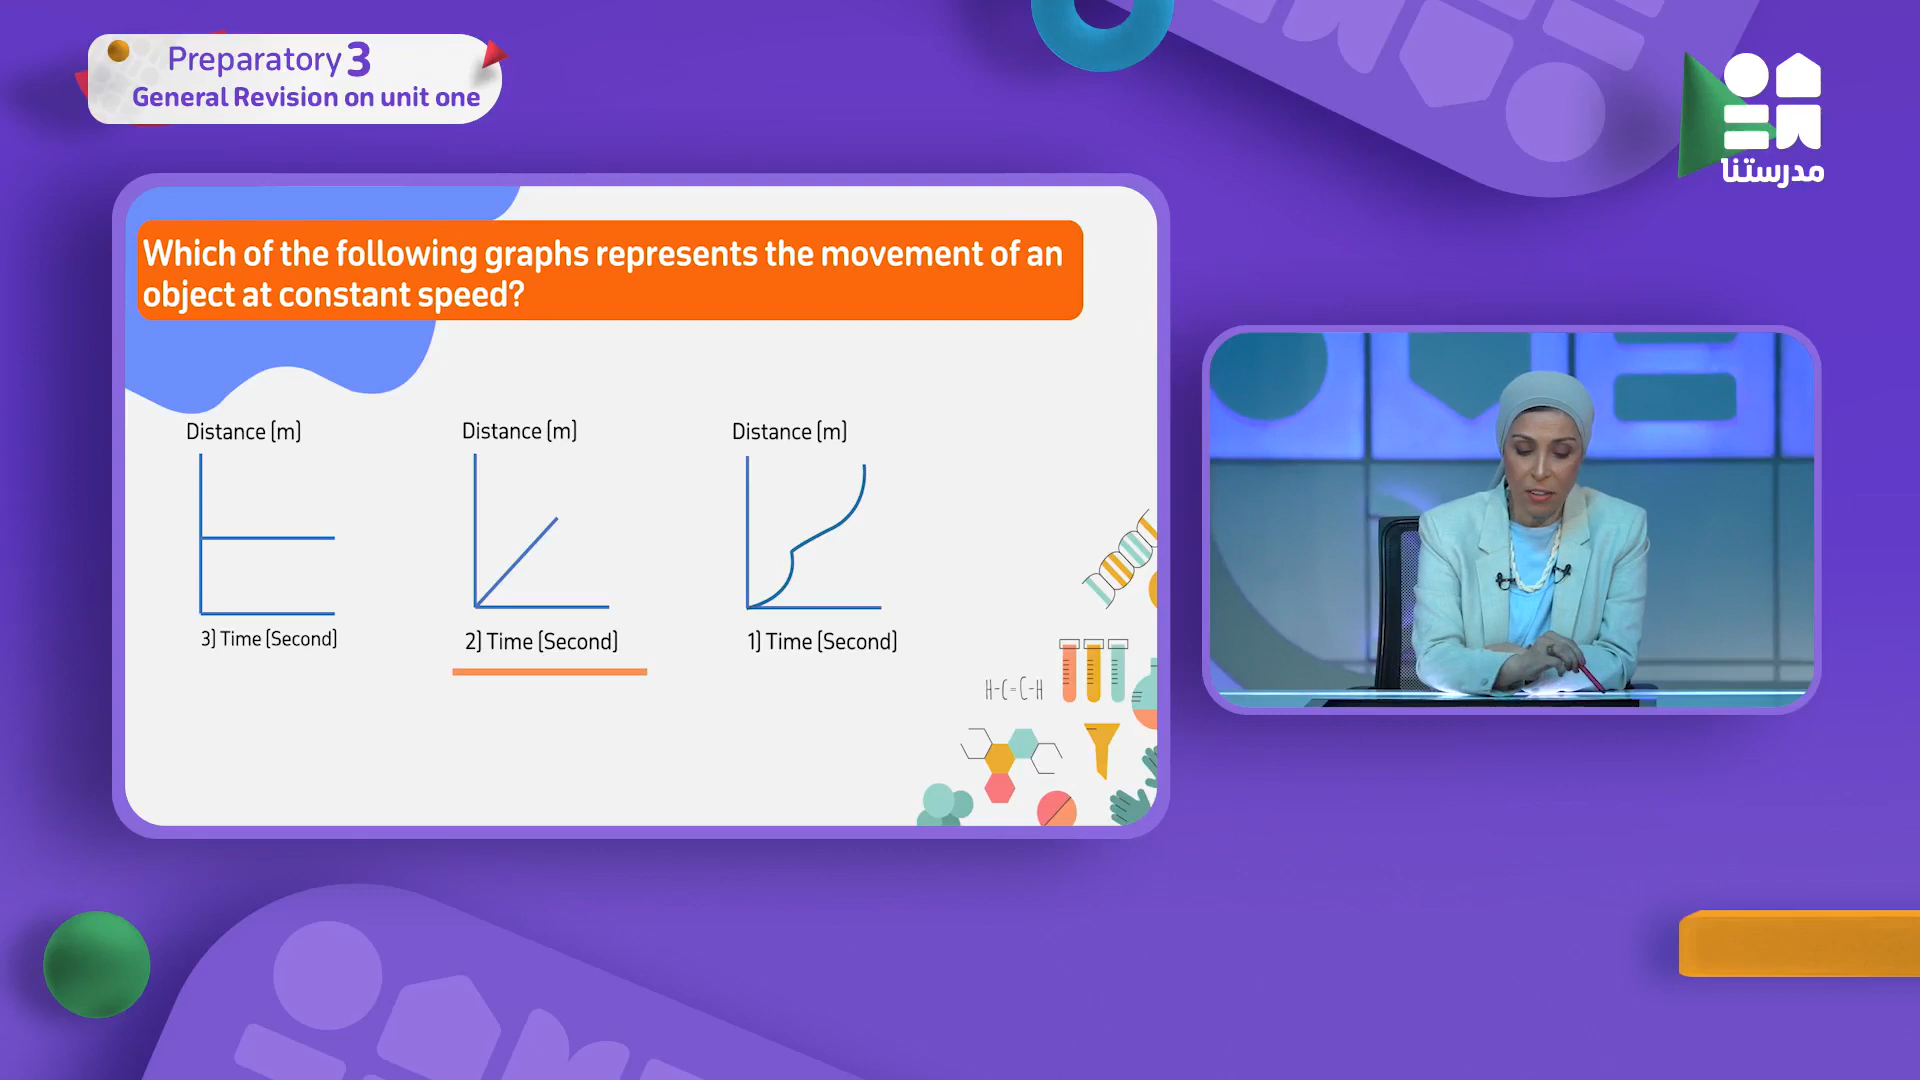 Preparatory 3
General Revision on unit one
مدرستنا
Which of the following graphs represents the movement of an
object at constant speed?
Distance (m)
Distance (m)
Distance (m)
3) Time (Second)
2) Time (Second)
1) Time (Second)
H-C=C-H